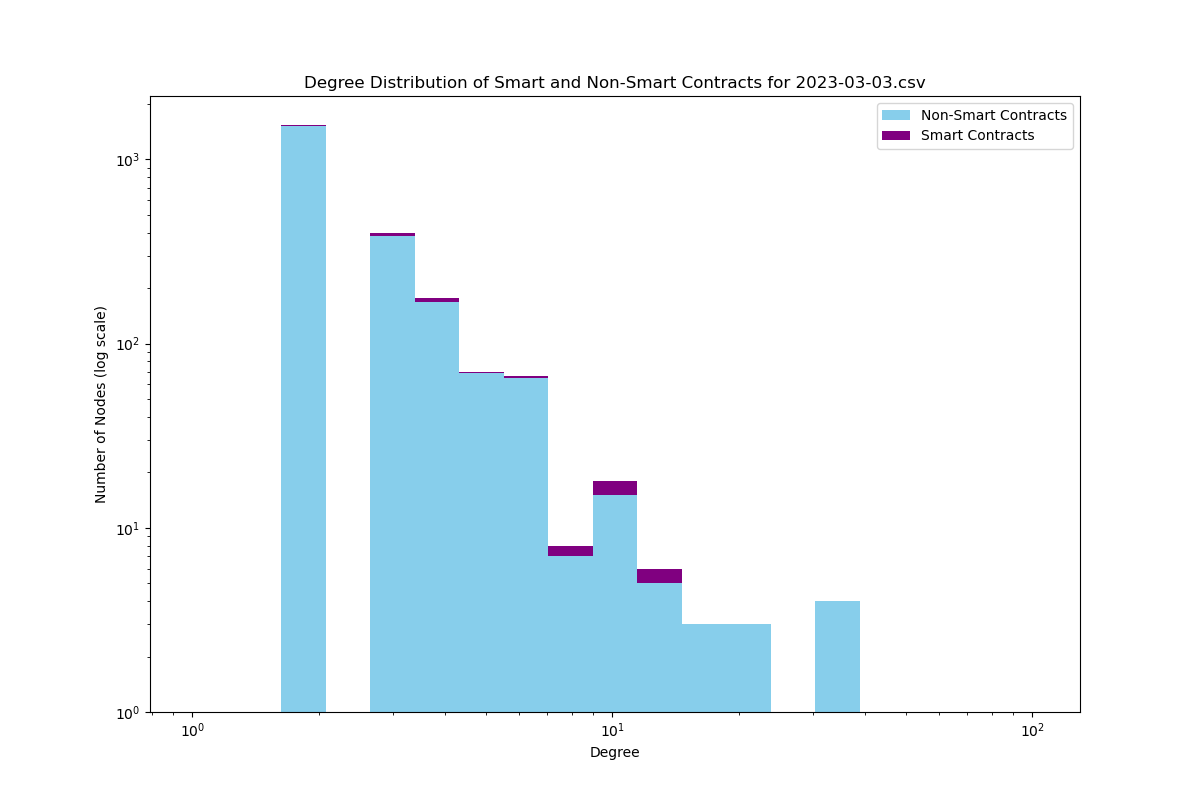 Degree Distribution of Smart and Non-Smart Contracts for 2023-03-03.csv
Non-Smart Contracts
Smart Contracts
Number of Nodes (log scale)
10³
10²
10¹
10⁰
10⁰ 10¹ 10²
Degree